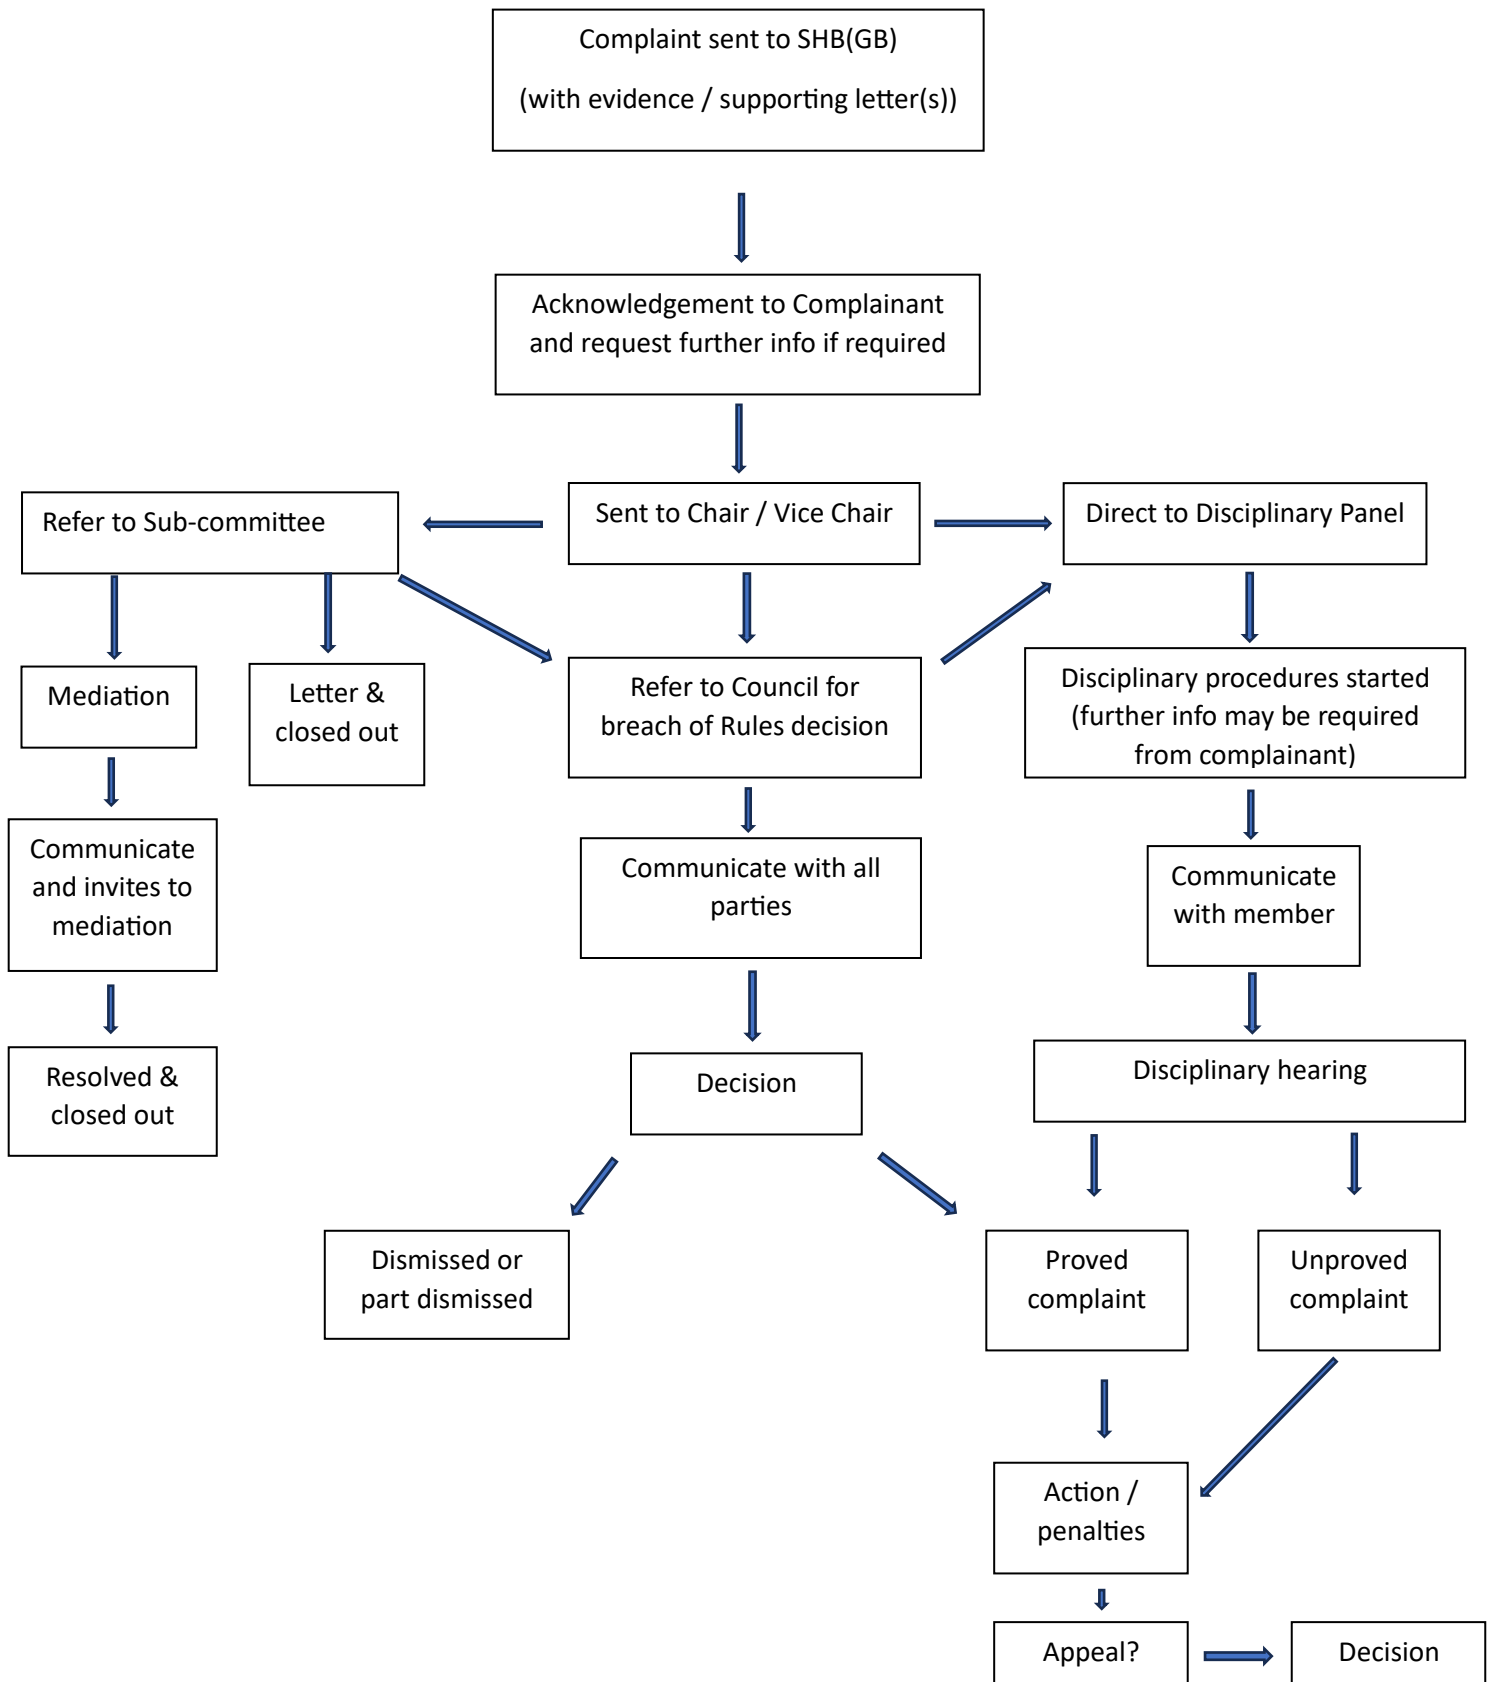 Complaint sent to SHB(GB)
(with evidence / supporting letter(s))
Acknowledgement to Complainant
and request further info if required
Refer to Sub-committee
Sent to Chair / Vice Chair
Direct to Disciplinary Panel
Mediation
Letter &
closed out
Refer to Council for
breach of Rules decision
Disciplinary procedures started
(further info may be required
from complainant)
Communicate
and invites to
mediation
Communicate with all
parties
Communicate
with member
Resolved &
closed out
Decision
Disciplinary hearing
Dismissed or
part dismissed
Proved
complaint
Unproved
complaint
Action /
penalties
Appeal?
Decision